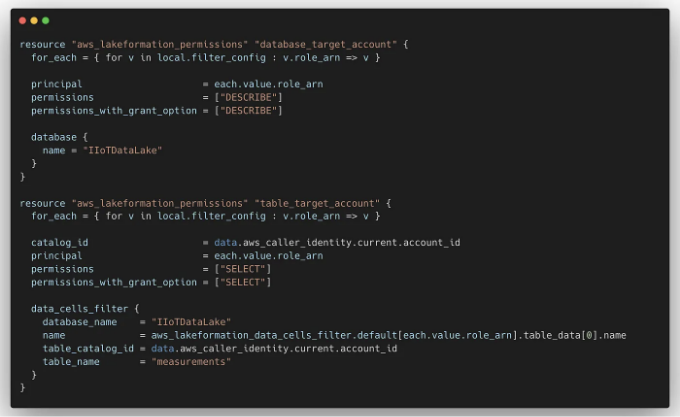 resource "aws_lakeformation_permissions" "database_target_account" {
  for_each = { for v in local.filter_config : v.role_arn => v }

  principal                     = each.value.role_arn
  permissions                   = ["DESCRIBE"]
  permissions_with_grant_option = ["DESCRIBE"]

  database {
    name = "IIoTDataLake"
  }
}

resource "aws_lakeformation_permissions" "table_target_account" {
  for_each = { for v in local.filter_config : v.role_arn => v }

  catalog_id                    = data.aws_caller_identity.current.account_id
  principal                     = each.value.role_arn
  permissions                   = ["SELECT"]
  permissions_with_grant_option = ["SELECT"]

  data_cells_filter {
    database_name    = "IIoTDataLake"
    name             = aws_lakeformation_data_cells_filter.default[each.value.role_arn].table_data[0].name
    table_catalog_id = data.aws_caller_identity.current.account_id
    table_name       = "measurements"
  }
}